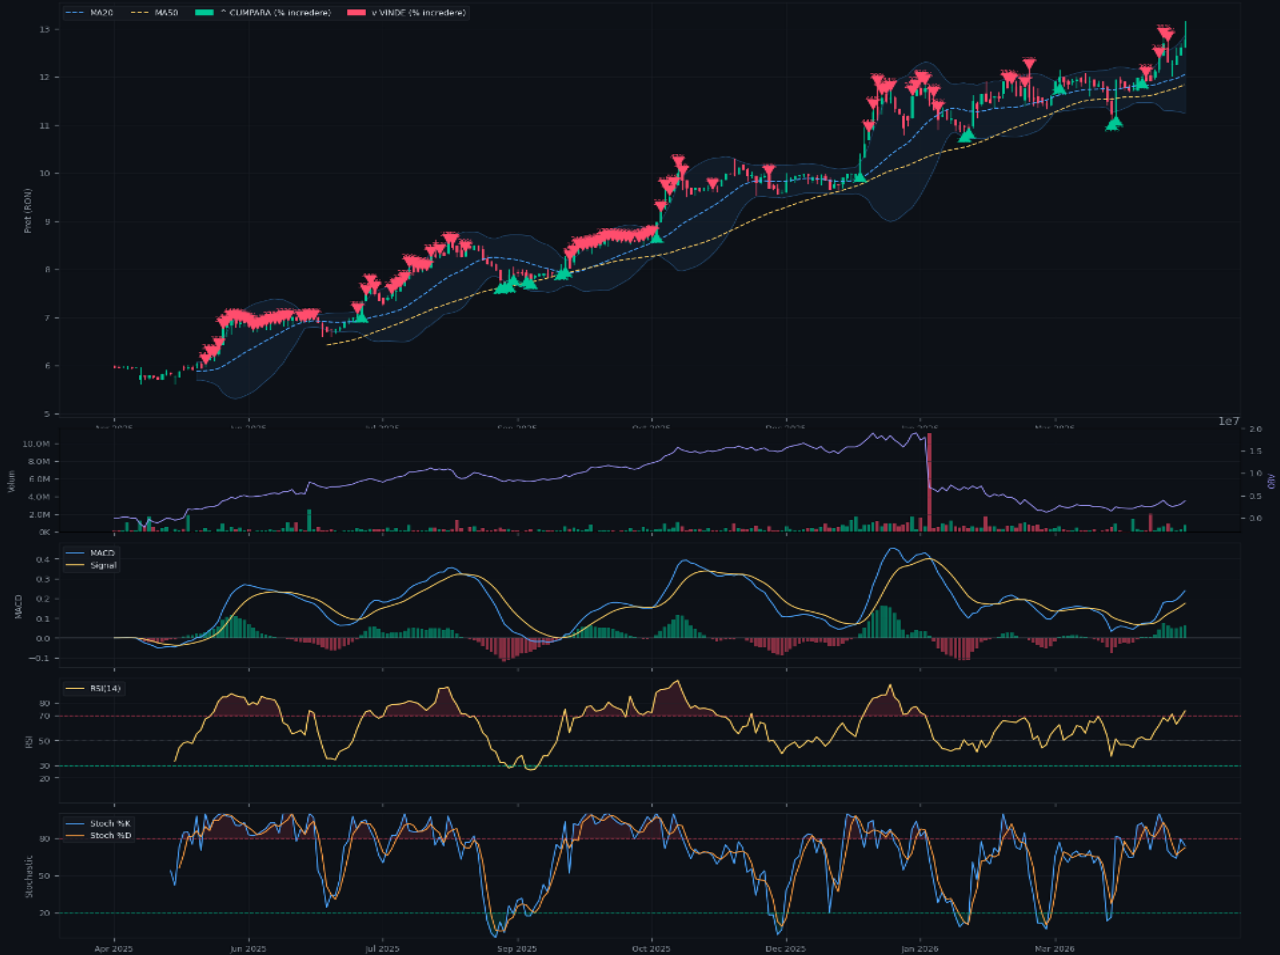 MA20 MA50 ^ CUMPARA (% incredere) v VINDE (% incredere)
13
12
11
10
9
8
7
6
5
Pret (RON)
1e7
10.0M
8.0M
6.0M
4.0M
2.0M
0K
Volum
2.0
1.5
1.0
0.5
0.0
OBV
MACD
Signal
0.4
0.3
0.2
0.1
0.0
−0.1
MACD
RSI(14)
80
70
50
30
20
RSI
Stoch %K
Stoch %D
80
50
20
Stochastic
Apr 2025 Jun 2025 Jul 2025 Sep 2025 Oct 2025 Dec 2025 Jan 2026 Mar 2026